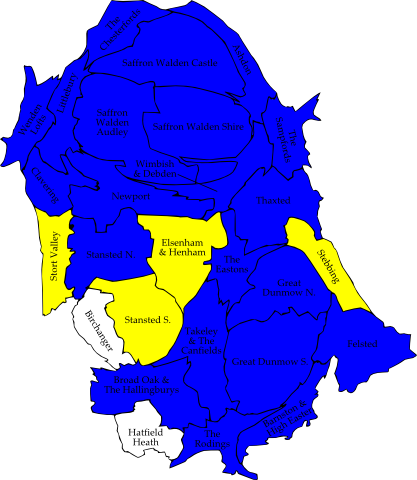 The
Chesterfords
Ashdon
Saffron Walden Castle
Littlebury
Wenden
Lofts
Saffron
Walden
Audley
Saffron Walden Shire
The
Sampfords
Wimbish
& Debden
Clavering
Newport
Thaxted
Stort Valley
Stansted N.
Elsenham
& Henham
The
Eastons
Stebbing
Great
Dunmow N.
Birchanger
Stansted S.
Takeley
& The
Canfields
Felsted
Great Dunmow S.
Broad Oak &
The Hallingburys
Barnston &
High Easter
Hatfield
Heath
The
Rodings